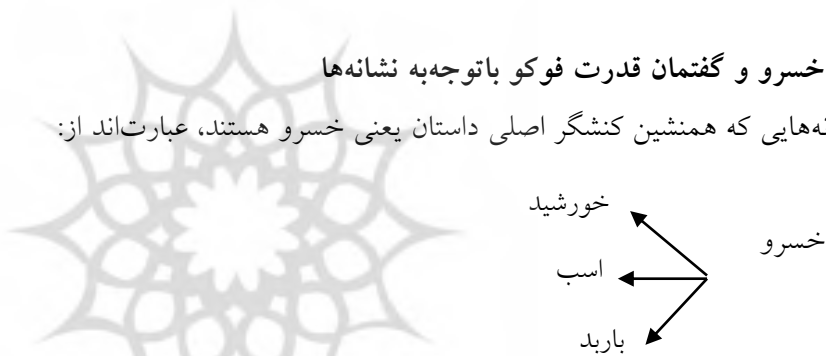 خسرو و گفتمان قدرت فوکو باتوجه‌به نشانه‌ها
نه‌هایی که همنشین کنشگر اصلی داستان یعنی خسرو هستند، عبارت‌اند از:
خورشید
خسرو
اسب
باربد